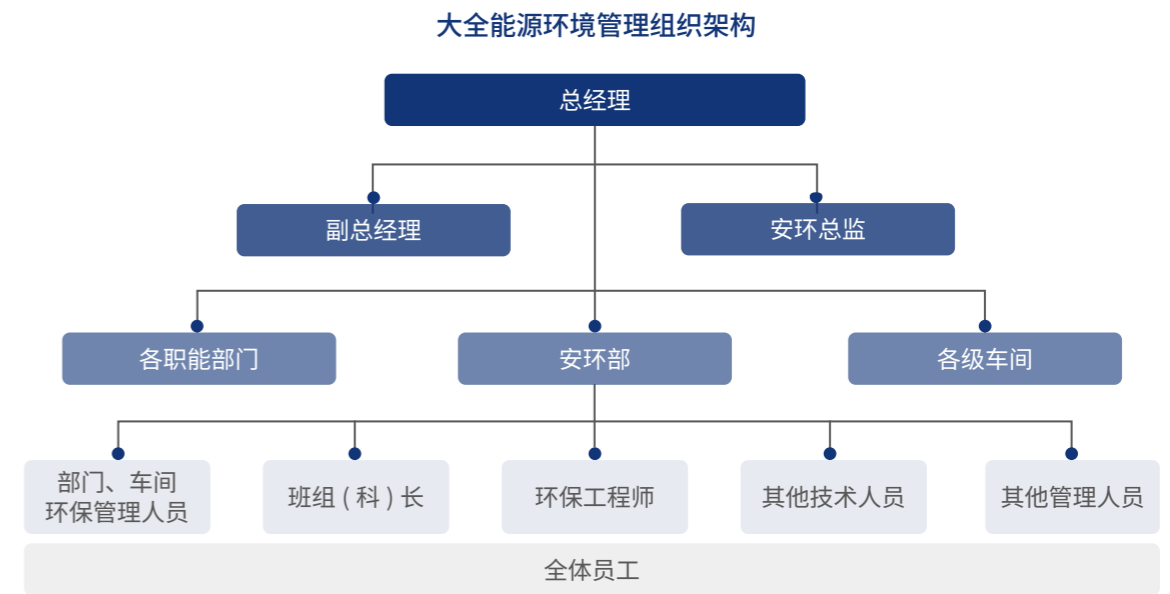 大全能源环境管理组织架构
总经理
副总经理
安环总监
各职能部门
安环部
各级车间
部门、车间
环保管理人员
班组 ( 科 ) 长
环保工程师
其他技术人员
其他管理人员
全体员工